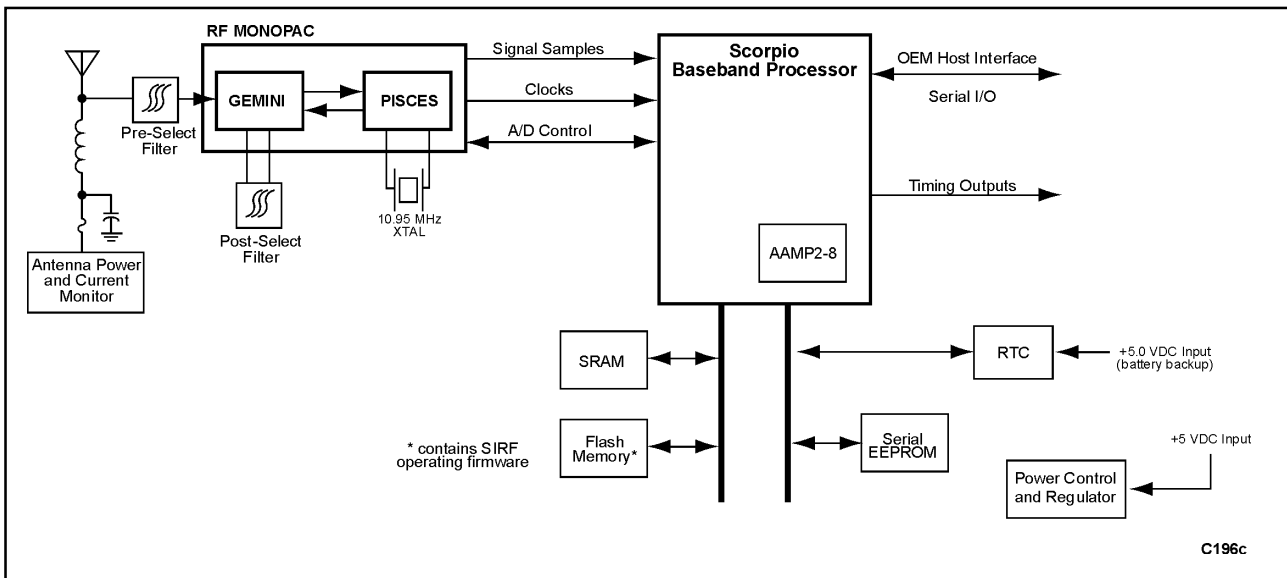 RF MONOPAC
GEMINI
PISCES
Pre-Select
Filter
Post-Select
Filter
10.95 MHz
XTAL
Antenna Power
and Current
Monitor
Signal Samples
Clocks
A/D Control
Scorpio
Baseband Processor
AAMP2-8
OEM Host Interface
Serial I/O
Timing Outputs
SRAM
Flash
Memory*
* contains SIRF
operating firmware
RTC
+5.0 VDC Input
(battery backup)
Serial
EEPROM
+5 VDC Input
Power Control
and Regulator
C196c